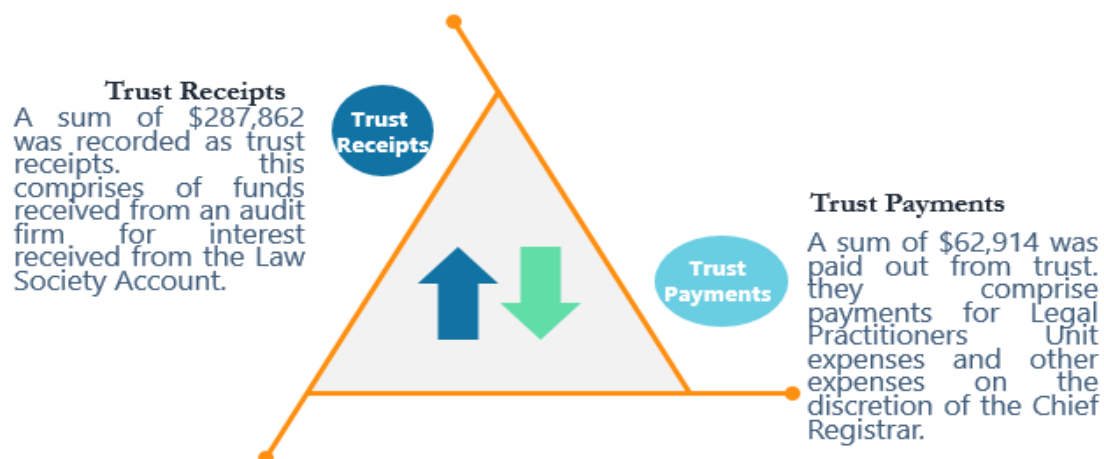 Trust Receipts
A sum of $287,862
was recorded as trust
receipts. this
comprises of funds
received from an audit
firm for interest
received from the Law
Society Account.
Trust
Receipts
Trust
Payments
Trust Payments
A sum of $62,914 was
paid out from trust.
they comprise
payments for Legal
Practitioners Unit
expenses and other
expenses on the
discretion of the Chief
Registrar.